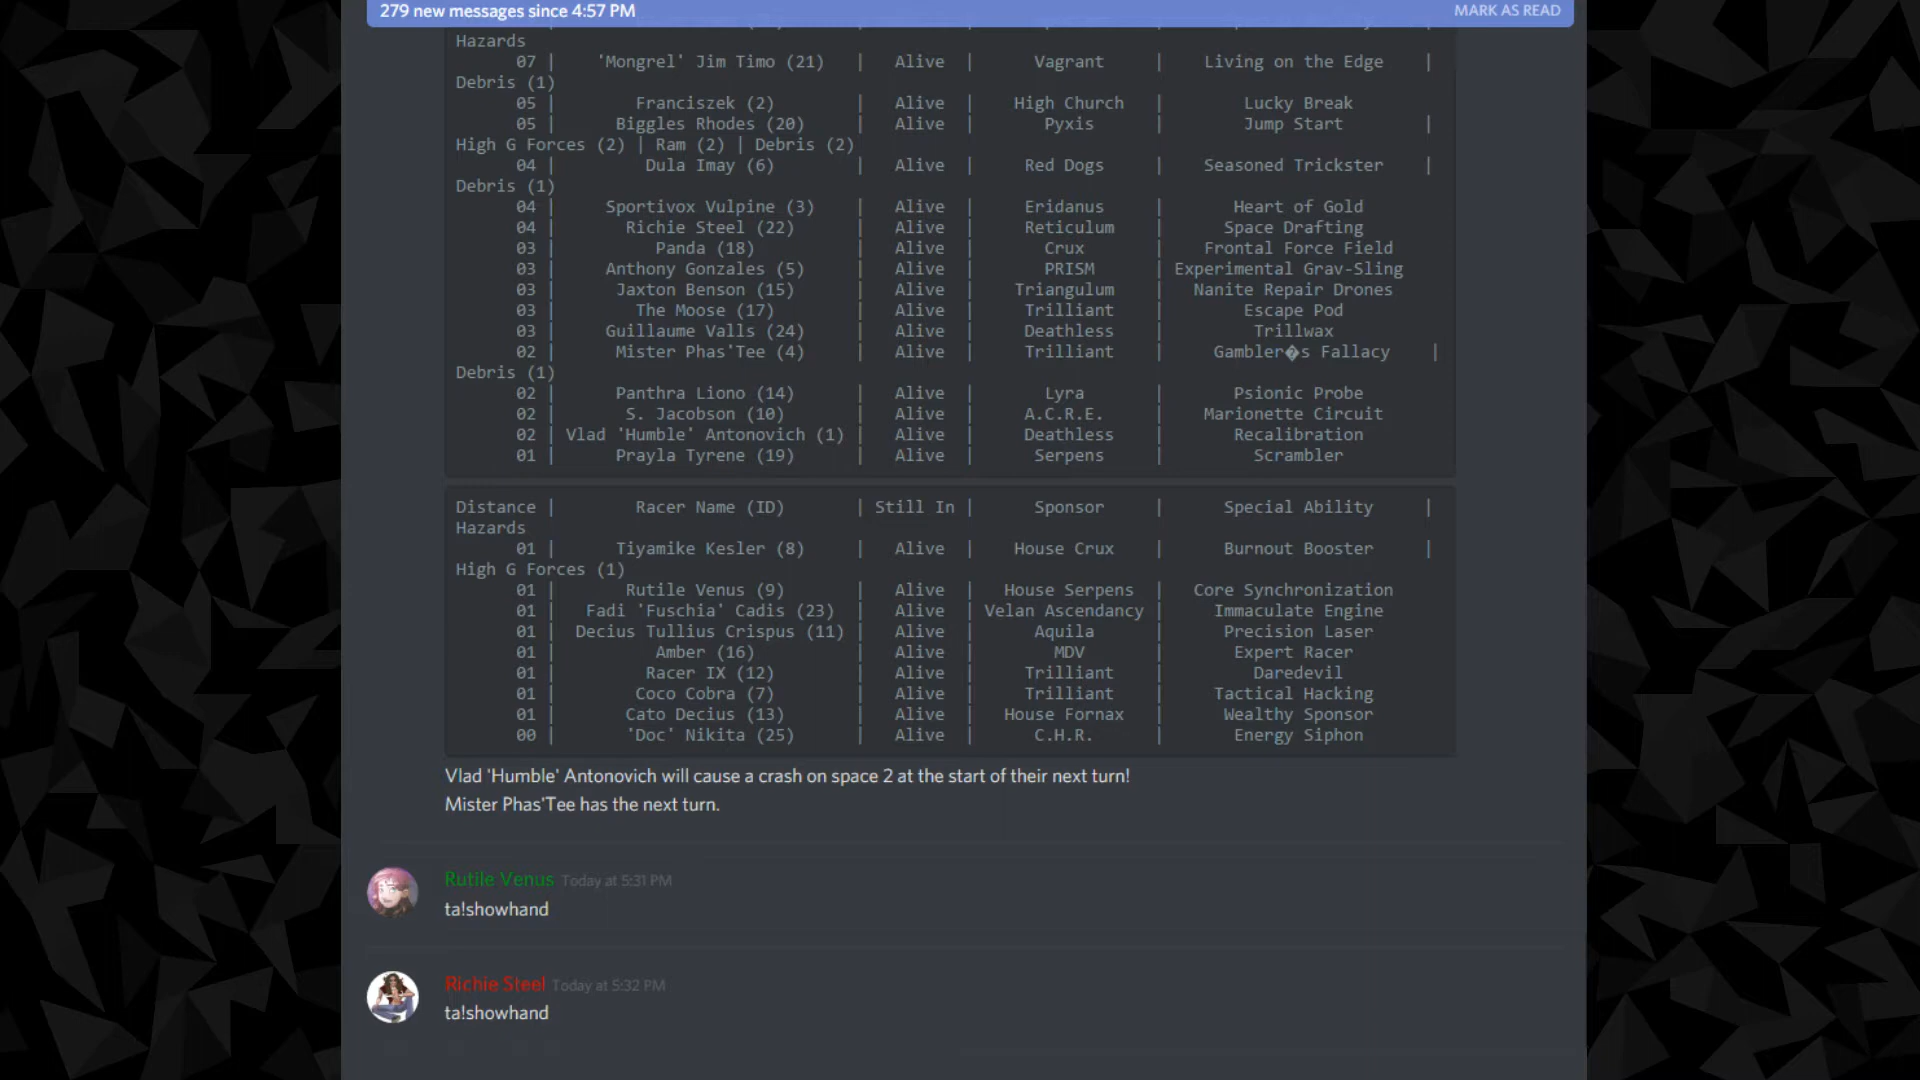 279 new messages since 4:57 PM MARK AS READ
Hazards
07 | 'Mongrel' Jim Timo (21) | Alive | Vagrant | Living on the Edge |
Debris (1)
05 | Franciszek (2) | Alive | High Church | Lucky Break
05 | Biggles Rhodes (20) | Alive | Pyxis | Jump Start |
High G Forces (2) | Ram (2) | Debris (2)
04 | Dula Imay (6) | Alive | Red Dogs | Seasoned Trickster |
Debris (1)
04 | Sportivox Vulpine (3) | Alive | Eridanus | Heart of Gold
04 | Richie Steel (22) | Alive | Reticulum | Space Drafting
03 | Panda (18) | Alive | Crux | Frontal Force Field
03 | Anthony Gonzales (5) | Alive | PRISM | Experimental Grav-Sling
03 | Jaxton Benson (15) | Alive | Triangulum | Nanite Repair Drones
03 | The Moose (17) | Alive | Trilliant | Escape Pod
03 | Guillaume Valls (24) | Alive | Deathless | Trillwax
02 | Mister Phas'Tee (4) | Alive | Trilliant | Gambler�s Fallacy |
Debris (1)
02 | Panthra Liono (14) | Alive | Lyra | Psionic Probe
02 | S. Jacobson (10) | Alive | A.C.R.E. | Marionette Circuit
02 | Vlad 'Humble' Antonovich (1) | Alive | Deathless | Recalibration
01 | Prayla Tyrene (19) | Alive | Serpens | Scrambler
Distance | Racer Name (ID) | Still In | Sponsor | Special Ability |
Hazards
01 | Tiyamike Kesler (8) | Alive | House Crux | Burnout Booster |
High G Forces (1)
01 | Rutile Venus (9) | Alive | House Serpens | Core Synchronization
01 | Fadi 'Fuschia' Cadis (23) | Alive | Velan Ascendancy | Immaculate Engine
01 | Decius Tullius Crispus (11) | Alive | Aquila | Precision Laser
01 | Amber (16) | Alive | MDV | Expert Racer
01 | Racer IX (12) | Alive | Trilliant | Daredevil
01 | Coco Cobra (7) | Alive | Trilliant | Tactical Hacking
01 | Cato Decius (13) | Alive | House Fornax | Wealthy Sponsor
00 | 'Doc' Nikita (25) | Alive | C.H.R. | Energy Siphon
Vlad 'Humble' Antonovich will cause a crash on space 2 at the start of their next turn!
Mister Phas'Tee has the next turn.
Rutile Venus Today at 5:31 PM
ta!showhand
Richie Steel Today at 5:32 PM
ta!showhand